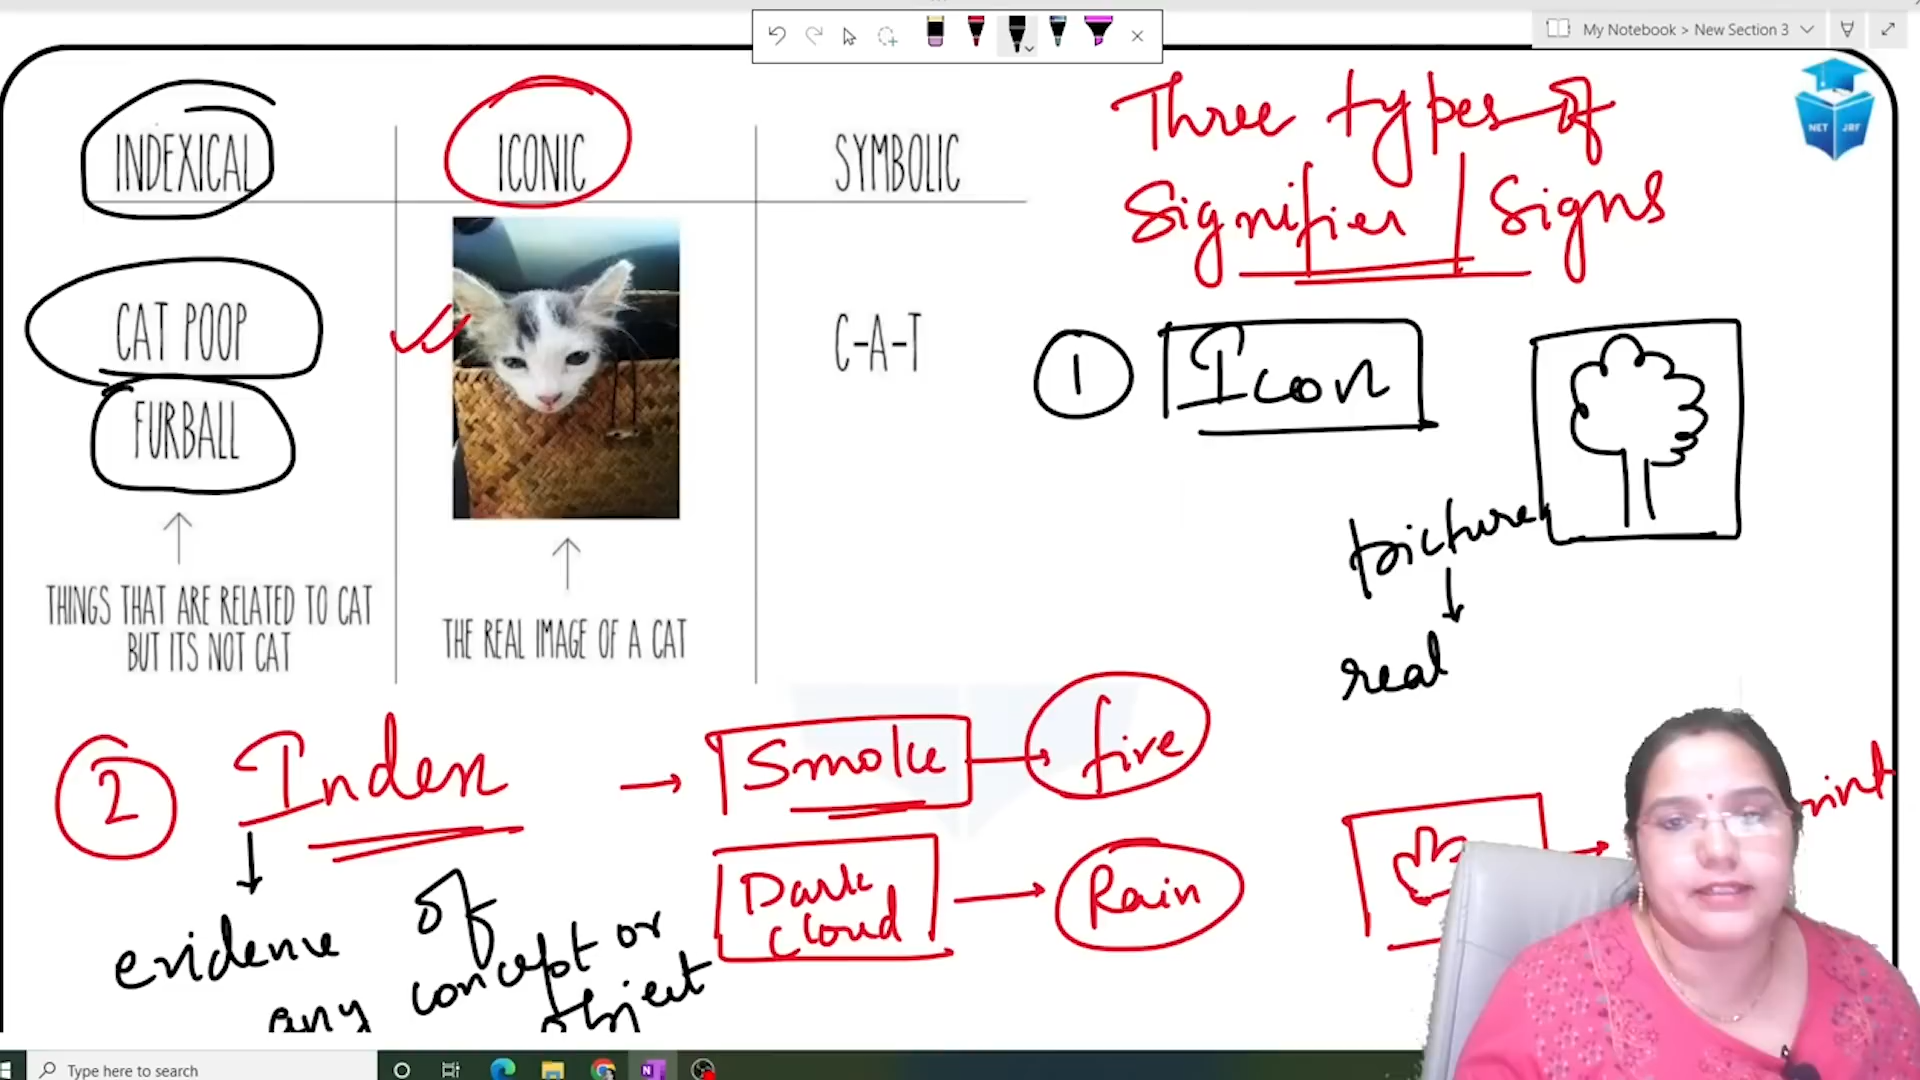 My Notebook > New Section 3
INDEXICAL
ICONIC
SYMBOLIC
CAT POOP
FURBALL
C-A-T
THINGS THAT ARE RELATED TO CAT
BUT ITS NOT CAT
THE REAL IMAGE OF A CAT
Three types of
Signifier / Signs
NET JRF
1 Icon
picture
real
2 Index → Smoke → fire
Dark
cloud → Rain
evidence of
any concept or
object
Type here to search